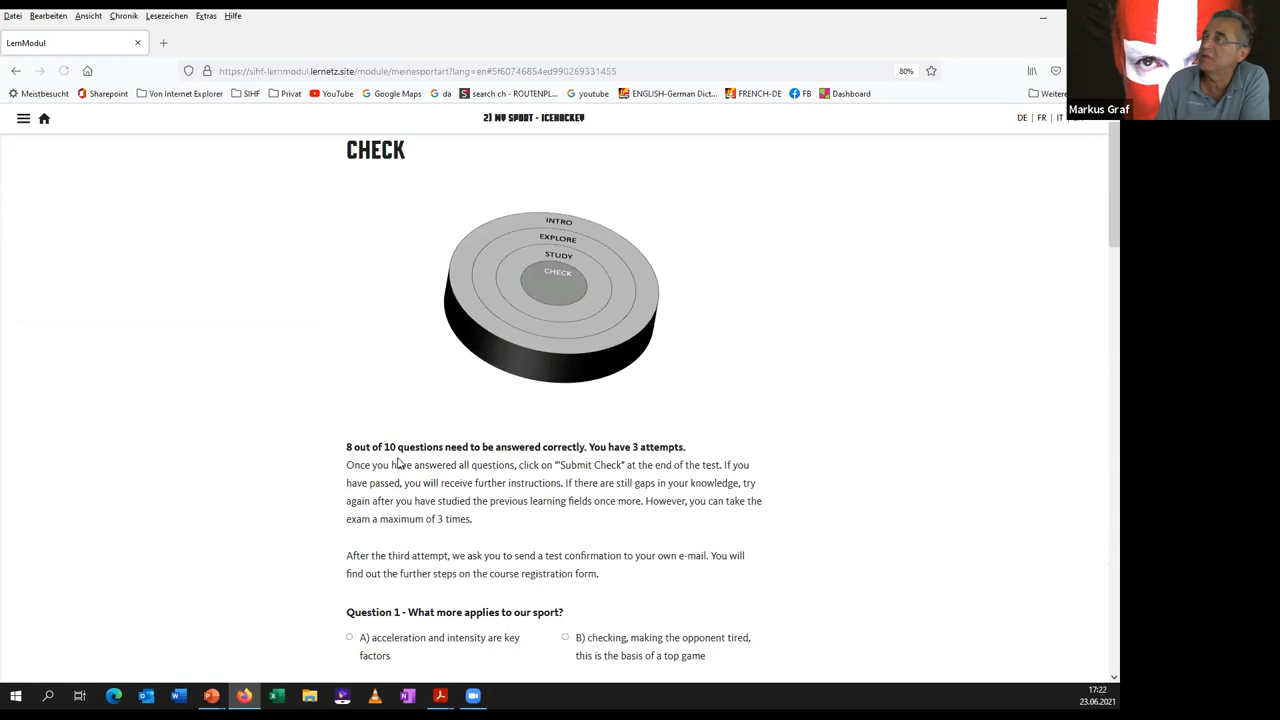 Datei Bearbeiten Ansicht Chronik Lesezeichen Extras Hilfe
LernModul
https://sihf-lernmodul.lernetz.site/module/meinesportart?lang=en#5f60746854ed990269331455
80%
Meistbesucht Sharepoint Von Internet Explorer SIHF Privat YouTube Google Maps da search ch - ROUTENPL... youtube ENGLISH-German Dict... FRENCH-DE FB Dashboard Weitere
Markus Graf
2) MY SPORT - ICEHOCKEY
DE | FR | IT |
CHECK
INTRO
EXPLORE
STUDY
CHECK
8 out of 10 questions need to be answered correctly. You have 3 attempts.
Once you have answered all questions, click on "'Submit Check" at the end of the test. If you
have passed, you will receive further instructions. If there are still gaps in your knowledge, try
again after you have studied the previous learning fields once more. However, you can take the
exam a maximum of 3 times.
After the third attempt, we ask you to send a test confirmation to your own e-mail. You will
find out the further steps on the course registration form.
Question 1 - What more applies to our sport?
A) acceleration and intensity are key
factors
B) checking, making the opponent tired,
this is the basis of a top game
17:22
23.06.2021